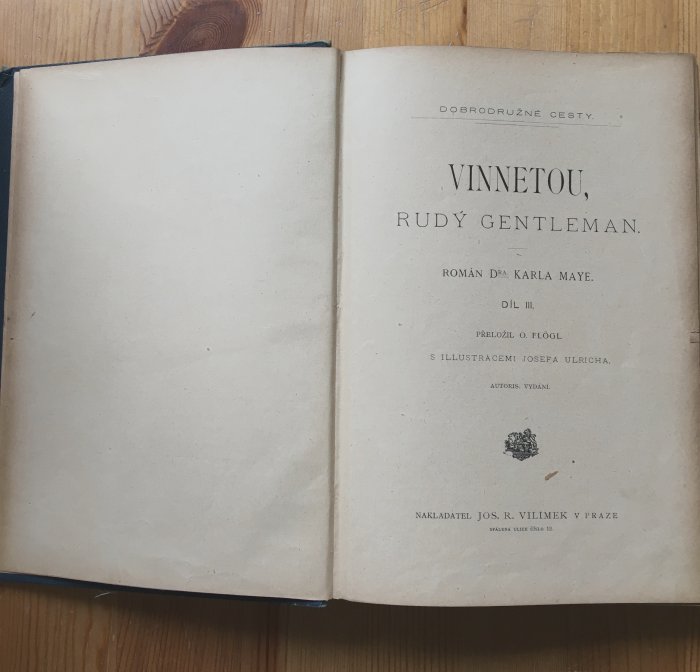 DOBRODRUŽNÉ CESTY.
VINNETOU,
RUDÝ GENTLEMAN.
ROMÁN DRA. KARLA MAYE.
DÍL III.
PŘELOŽIL O. FLÖGL
S ILLUSTRACEMI JOSEFA ULRICHA.
AUTORIS. VYDÁNÍ.
NAKLADATEL JOS. R. VILÍMEK V PRAZE
SPÁLENÁ ULICE ČÍSLO 12.